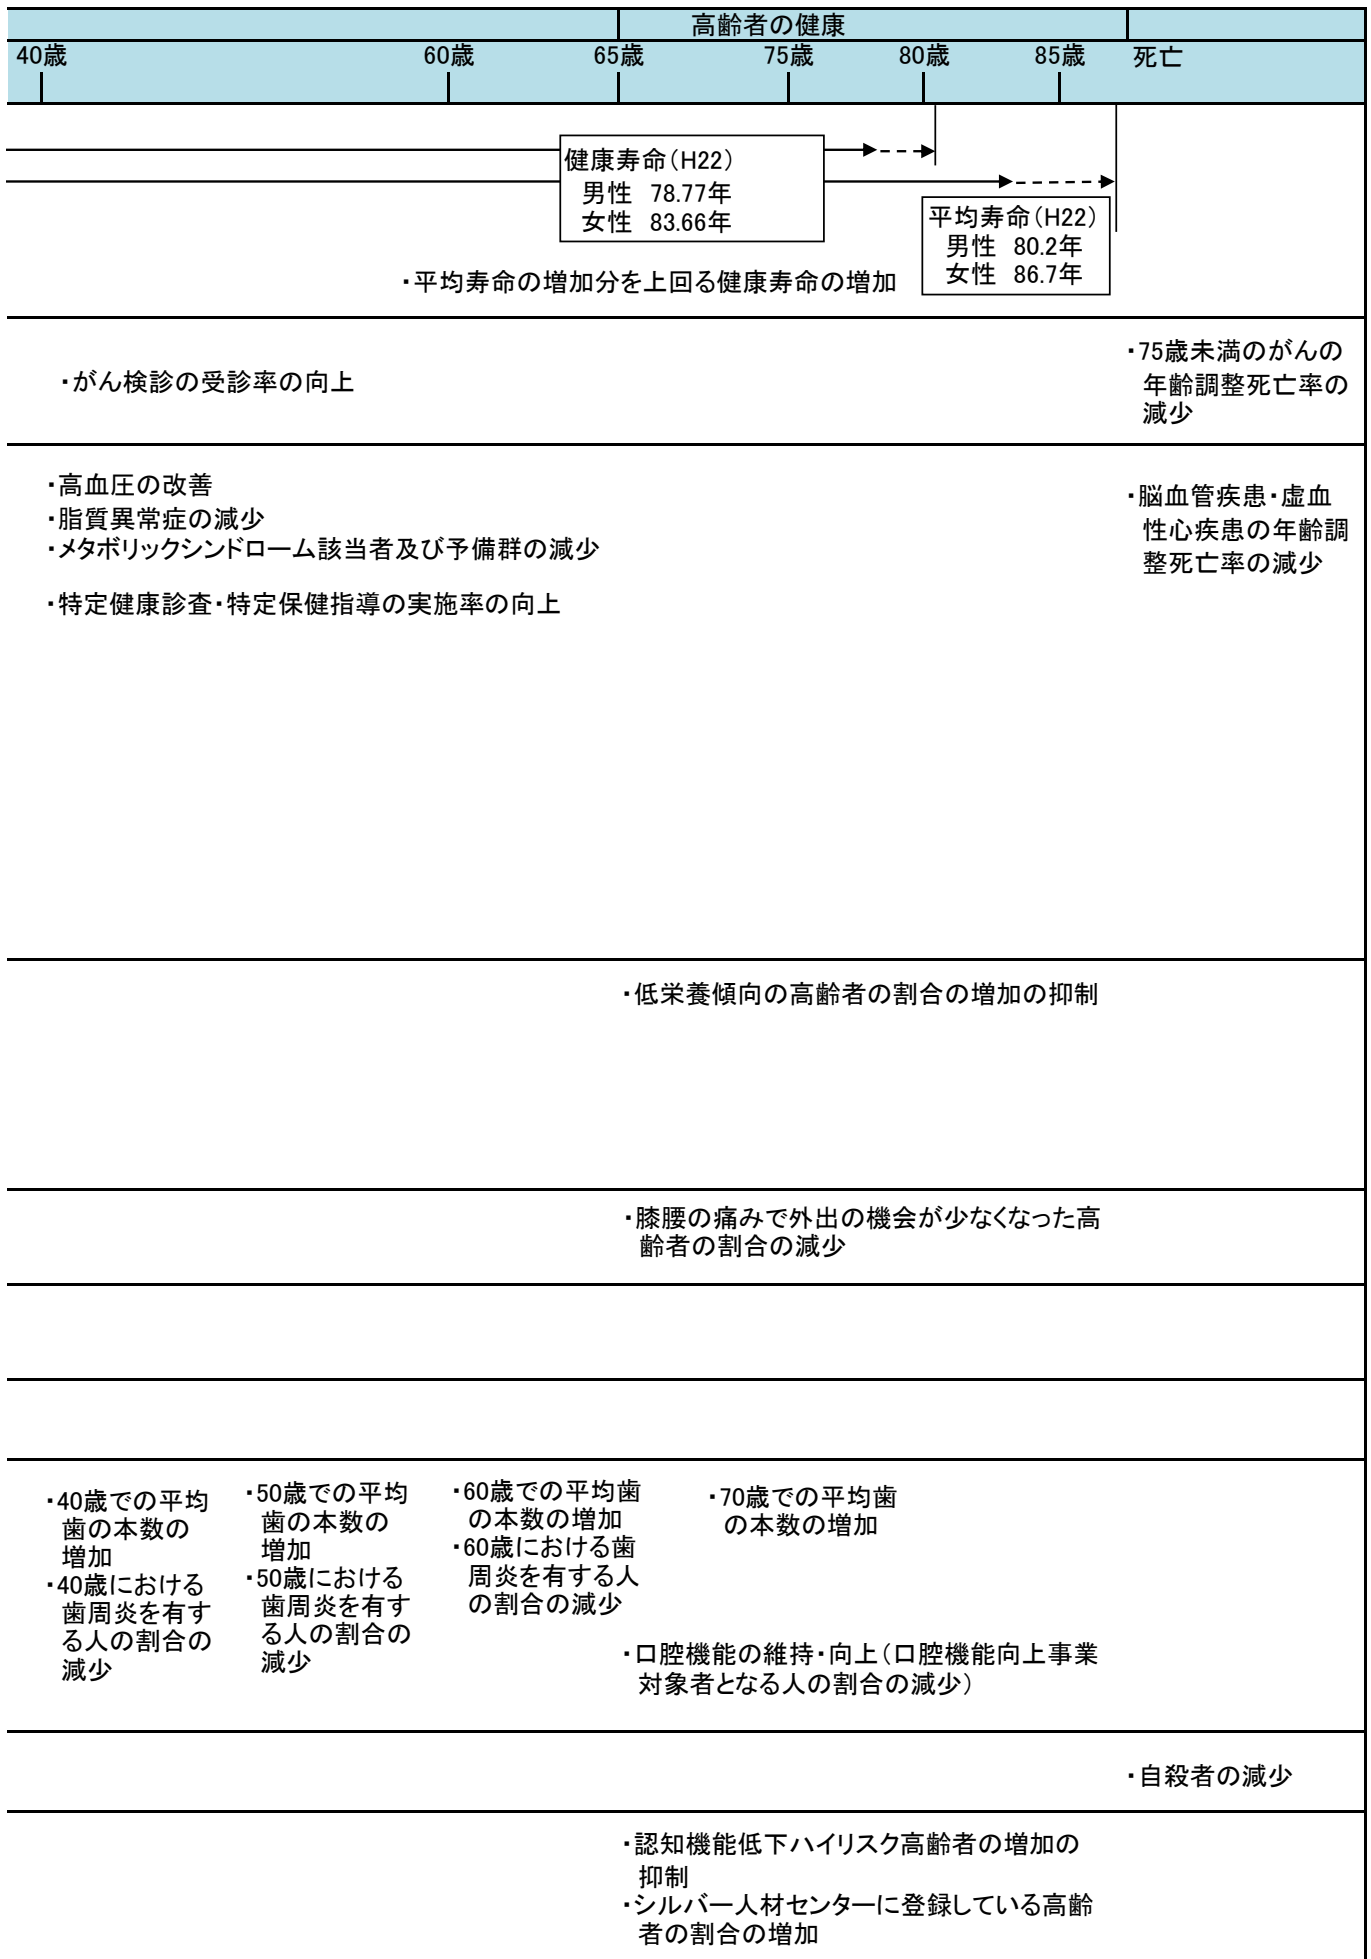 高齢者の健康
40歳 60歳 65歳 75歳 80歳 85歳 死亡
健康寿命（H22）
男性 78.77年
女性 83.66年
平均寿命（H22）
男性 80.2年
女性 86.7年
・平均寿命の増加分を上回る健康寿命の増加
・がん検診の受診率の向上
・75歳未満のがんの
年齢調整死亡率の
減少
・高血圧の改善
・脂質異常症の減少
・メタボリックシンドローム該当者及び予備群の減少
・特定健康診査・特定保健指導の実施率の向上
・脳血管疾患・虚血
性心疾患の年齢調
整死亡率の減少
・低栄養傾向の高齢者の割合の増加の抑制
・膝腰の痛みで外出の機会が少なくなった高
齢者の割合の減少
・40歳での平均
歯の本数の
増加
・40歳における
歯周炎を有す
る人の割合の
減少
・50歳での平均
歯の本数の
増加
・50歳における
歯周炎を有す
る人の割合の
減少
・60歳での平均歯
の本数の増加
・60歳における歯
周炎を有する人
の割合の減少
・70歳での平均歯
の本数の増加
・口腔機能の維持・向上（口腔機能向上事業
対象者となる人の割合の減少）
・自殺者の減少
・認知機能低下ハイリスク高齢者の増加の
抑制
・シルバー人材センターに登録している高齢
者の割合の増加